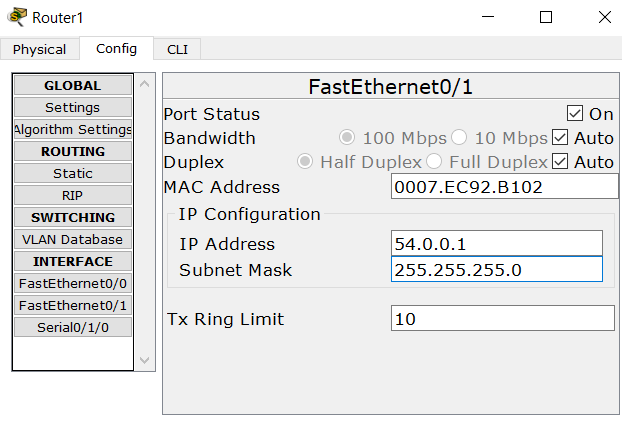 Router1
Physical Config CLI
GLOBAL
Settings
Algorithm Settings
ROUTING
Static
RIP
SWITCHING
VLAN Database
INTERFACE
FastEthernet0/0
FastEthernet0/1
Serial0/1/0
FastEthernet0/1
Port Status On
Bandwidth 100 Mbps 10 Mbps Auto
Duplex Half Duplex Full Duplex Auto
MAC Address 0007.EC92.B102
IP Configuration
IP Address 54.0.0.1
Subnet Mask 255.255.255.0
Tx Ring Limit 10